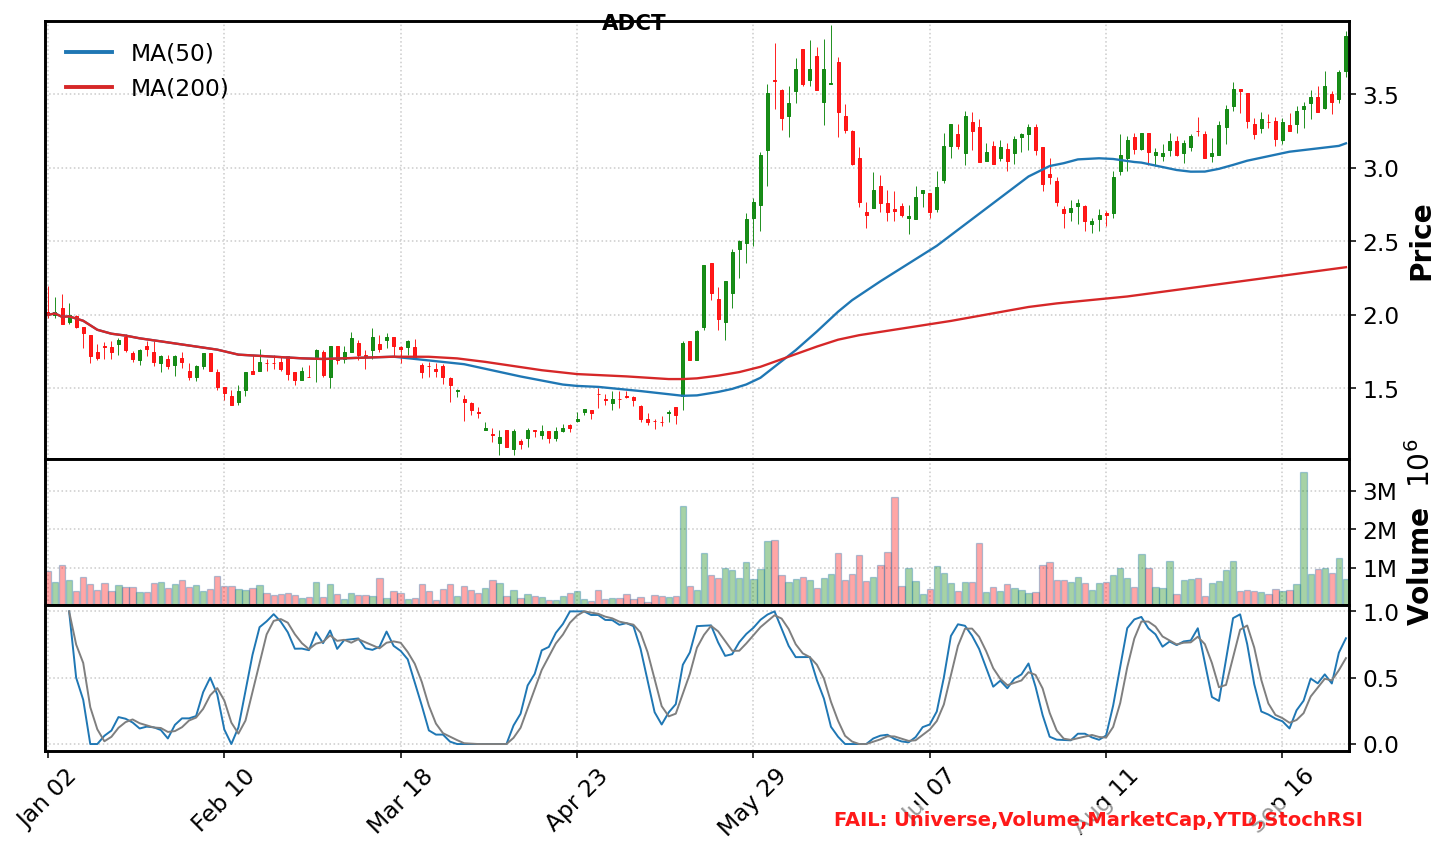 ADCT
MA(50)
MA(200)
3.5
3.0
2.5
2.0
1.5
Price
3M
2M
1M
Volume 10^6
1.0
0.5
0.0
Jan 02
Feb 10
Mar 18
Apr 23
May 29
Jul 07
Aug 11
Sep 16
FAIL: Universe,Volume,MarketCap,YTD,StochRSI